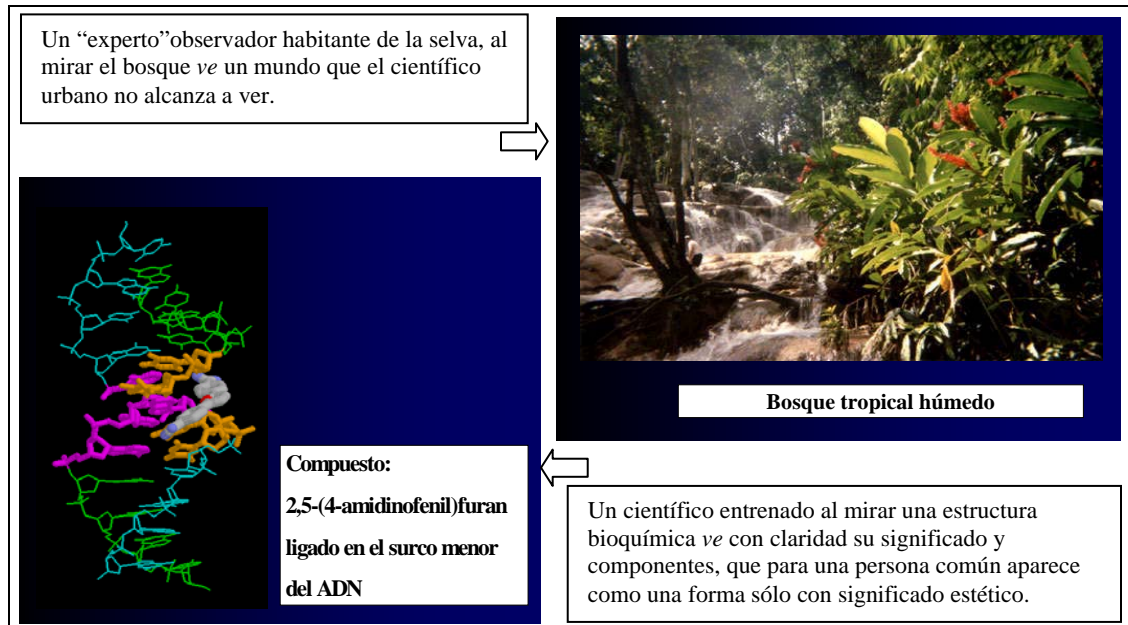 Un “experto”observador habitante de la selva, al
mirar el bosque ve un mundo que el científico
urbano no alcanza a ver.
Bosque tropical húmedo
Compuesto:
2,5-(4-amidinofenil)furan
ligado en el surco menor
del ADN
Un científico entrenado al mirar una estructura
bioquímica ve con claridad su significado y
componentes, que para una persona común aparece
como una forma sólo con significado estético.